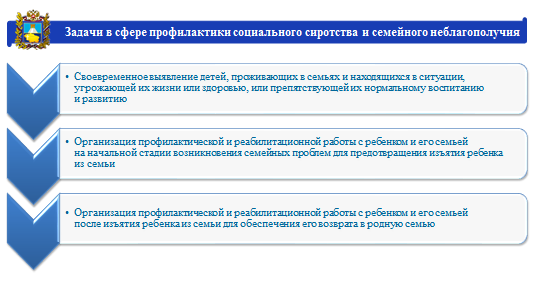 Задачи в сфере профилактики социального сиротства и семейного неблагополучия
• Своевременное выявление детей, проживающих в семьях и находящихся в ситуации,
угрожающей их жизни или здоровью, или препятствующей их нормальному воспитанию
и развитию
• Организация профилактической и реабилитационной работы с ребенком и его семьей
на начальной стадии возникновения семейных проблем для предотвращения изъятия ребенка
из семьи
• Организация профилактической и реабилитационной работы с ребенком и его семьей
после изъятия ребенка из семьи для обеспечения его возврата в родную семью